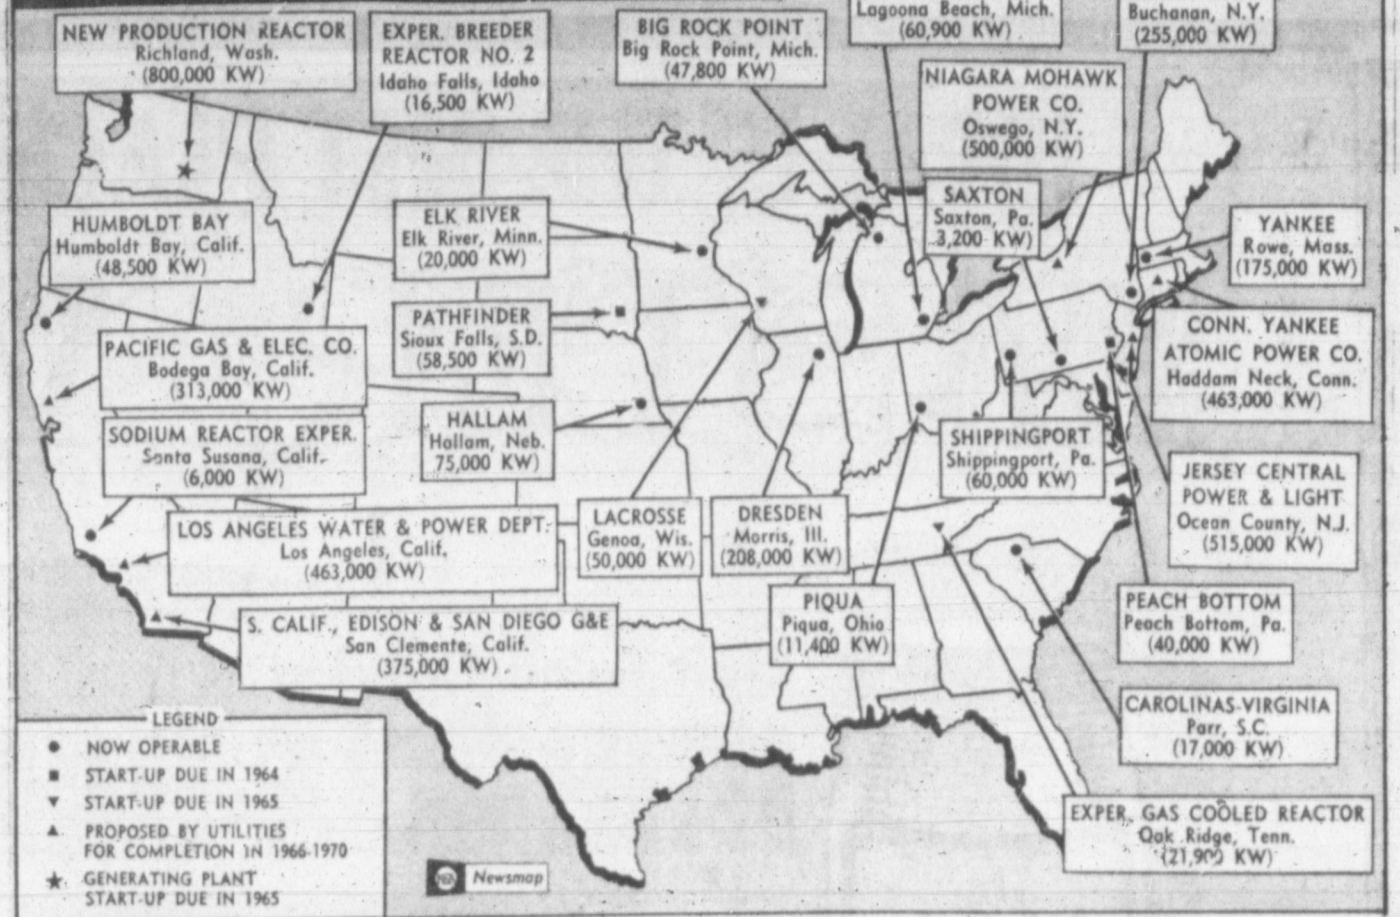 NEW PRODUCTION REACTOR
Richland, Wash.
(800,000 KW)
EXPER. BREEDER
REACTOR NO. 2
Idaho Falls, Idaho
(16,500 KW)
BIG ROCK POINT
Big Rock Point, Mich.
(47,800 KW)
Lagoona Beach, Mich.
(60,900 KW)
Buchanan, N.Y.
(255,000 KW)
NIAGARA MOHAWK
POWER CO.
Oswego, N.Y.
(500,000 KW)
SAXTON
Saxton, Pa.
3,200 KW)
HUMBOLDT BAY
Humboldt Bay, Calif.
(48,500 KW)
ELK RIVER
Elk River, Minn.
(20,000 KW)
YANKEE
Rowe, Mass.
(175,000 KW)
PATHFINDER
Sioux Falls, S.D.
(58,500 KW)
PACIFIC GAS & ELEC. CO.
Bodega Bay, Calif.
(313,000 KW)
CONN. YANKEE
ATOMIC POWER CO.
Haddam Neck, Conn.
(463,000 KW)
HALLAM
Hallam, Neb.
75,000 KW)
SODIUM REACTOR EXPER.
Santa Susana, Calif.
(6,000 KW)
SHIPPINGPORT
Shippingport, Pa.
(60,000 KW)
JERSEY CENTRAL
POWER & LIGHT
Ocean County, N.J.
(515,000 KW)
LOS ANGELES WATER & POWER DEPT.
Los Angeles, Calif.
(463,000 KW)
LACROSSE
Genoa, Wis.
(50,000 KW)
DRESDEN
Morris, Ill.
(208,000 KW)
PIQUA
Piqua, Ohio
(11,400 KW)
PEACH BOTTOM
Peach Bottom, Pa.
(40,000 KW)
S. CALIF., EDISON & SAN DIEGO G&E
San Clemente, Calif.
(375,000 KW)
CAROLINAS-VIRGINIA
Parr, S.C.
(17,000 KW)
EXPER. GAS COOLED REACTOR
Oak Ridge, Tenn.
(21,900 KW)
LEGEND
NOW OPERABLE
START-UP DUE IN 1964
START-UP DUE IN 1965
PROPOSED BY UTILITIES
FOR COMPLETION IN 1966-1970
GENERATING PLANT
START-UP DUE IN 1965
NEA Newsmap